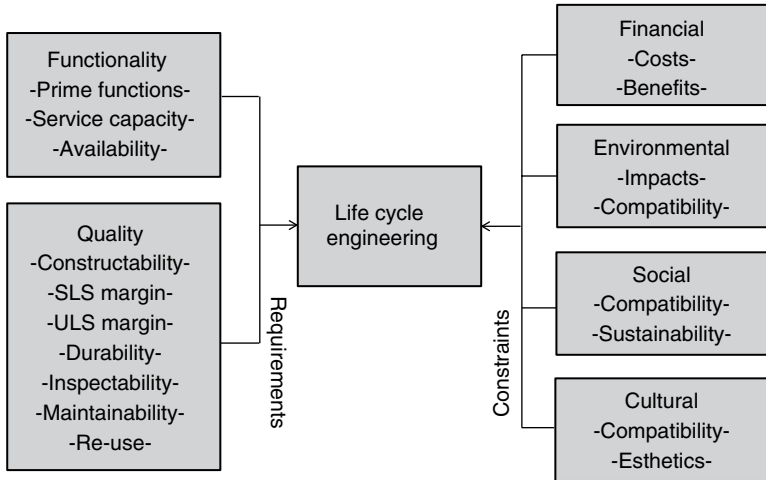 Functionality
-Prime functions-
-Service capacity-
-Availability-
Quality
-Constructability-
-SLS margin-
-ULS margin-
-Durability-
-Inspectability-
-Maintainability-
-Re-use-
Requirements
Life cycle
engineering
Constraints
Financial
-Costs-
-Benefits-
Environmental
-Impacts-
-Compatibility-
Social
-Compatibility-
-Sustainability-
Cultural
-Compatibility-
-Esthetics-